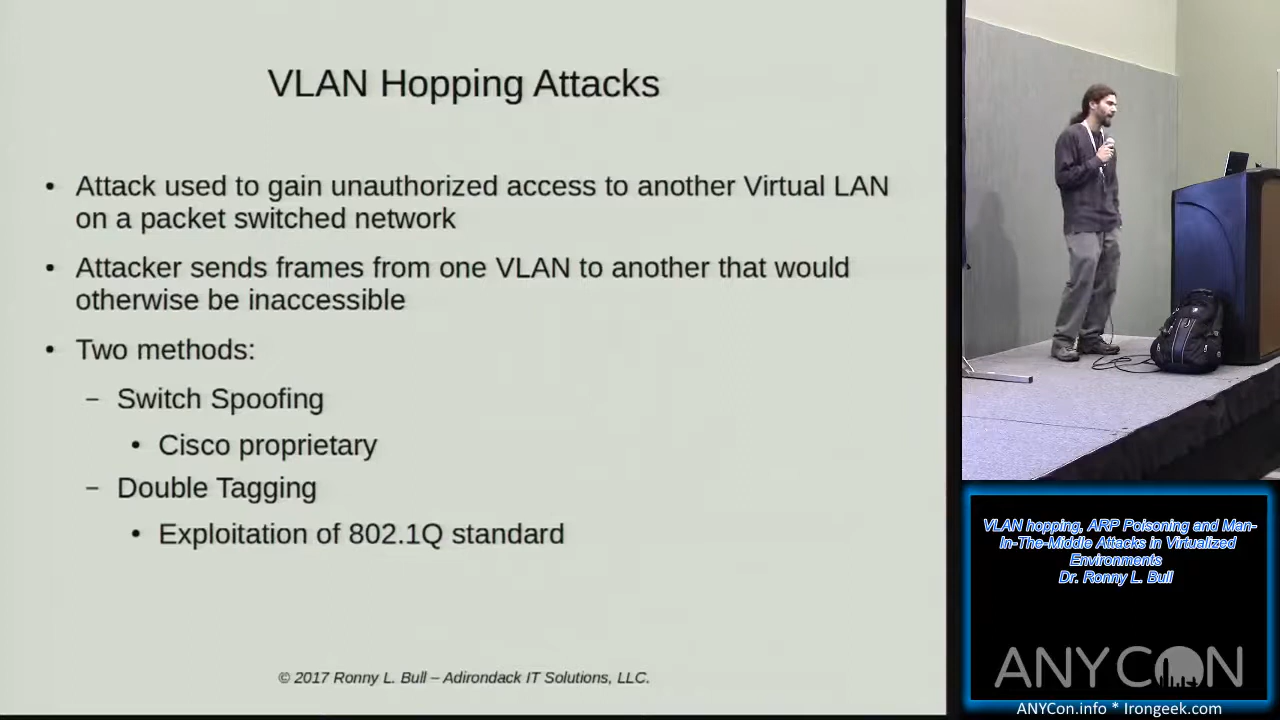 VLAN Hopping Attacks
• Attack used to gain unauthorized access to another Virtual LAN
on a packet switched network
• Attacker sends frames from one VLAN to another that would
otherwise be inaccessible
• Two methods:
– Switch Spoofing
• Cisco proprietary
– Double Tagging
• Exploitation of 802.1Q standard
© 2017 Ronny L. Bull – Adirondack IT Solutions, LLC.
VLAN hopping, ARP Poisoning and Man-
In-The-Middle Attacks in Virtualized
Environments
Dr. Ronny L. Bull
ANYCON
ANYCon.info * Irongeek.com